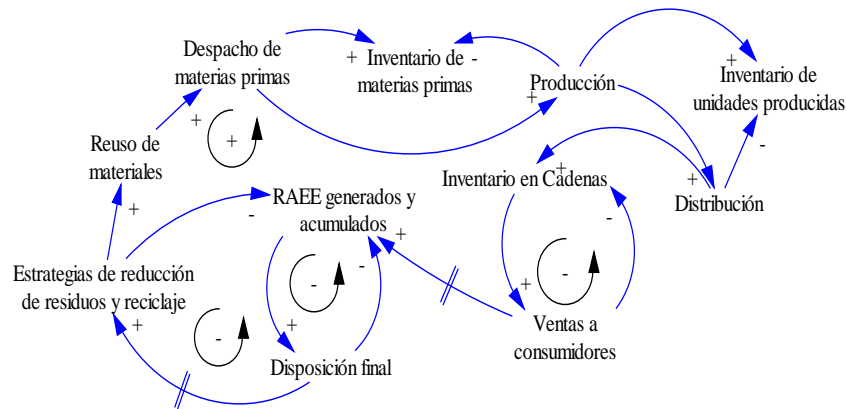 Despacho de
materias primas
+
Inventario de
materias primas
-
Producción
+
+
Inventario de
unidades producidas
-
+
+
Reuso de
materiales
+
Inventario en Cadenas
+
-
Distribución
+
RAEE generados y
acumulados
-
+
-
-
-
Estrategias de reducción
de residuos y reciclaje
+
-
+
Disposición final
+
Ventas a
consumidores